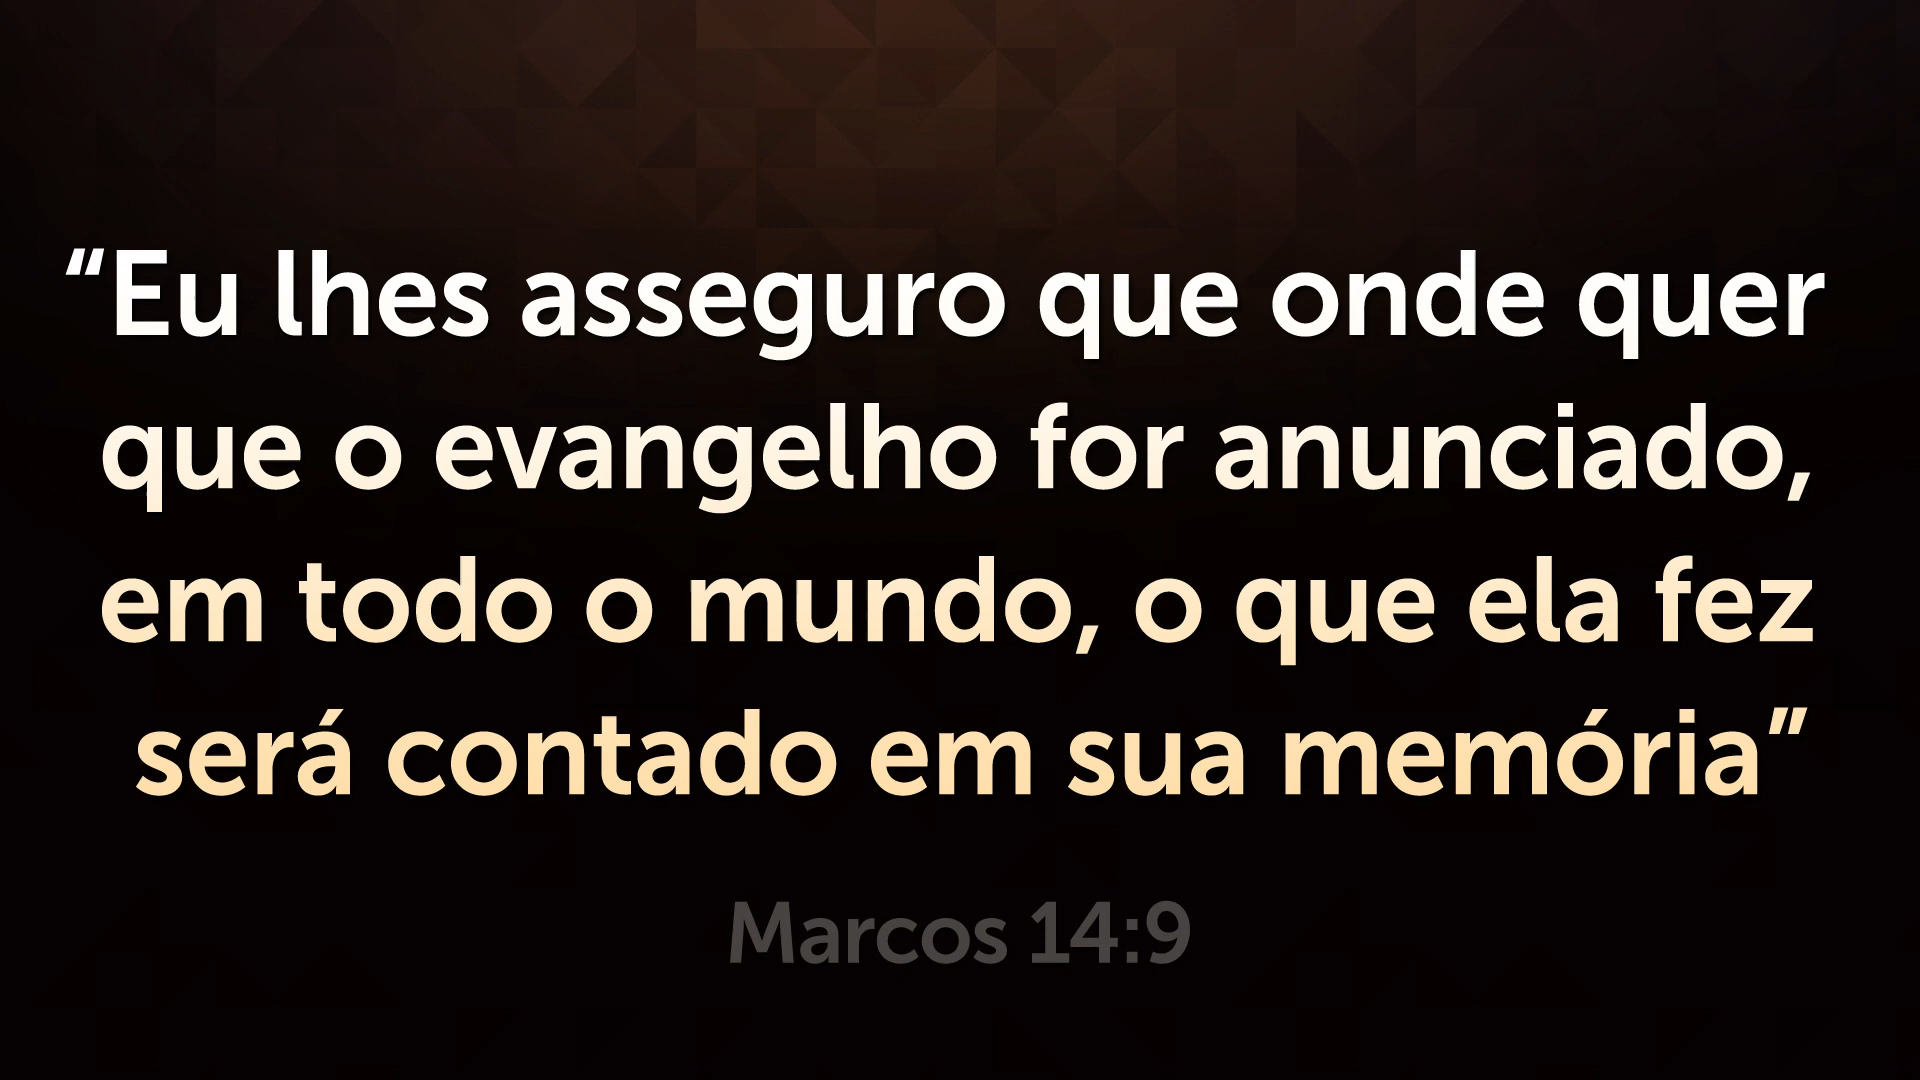 “Eu lhes asseguro que onde quer
que o evangelho for anunciado,
em todo o mundo, o que ela fez
será contado em sua memória”
Marcos 14:9